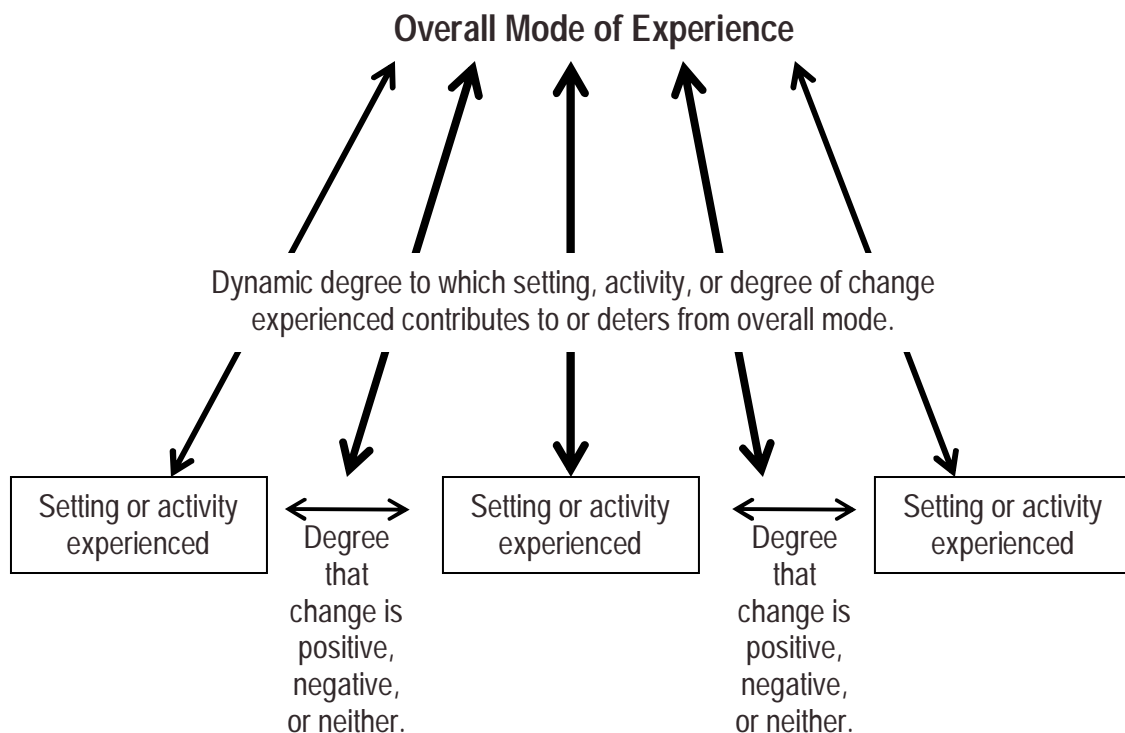 Overall Mode of Experience
Dynamic degree to which setting, activity, or degree of change
experienced contributes to or deters from overall mode.
Setting or activity
experienced
Degree
that
change is
positive,
negative,
or neither.
Setting or activity
experienced
Degree
that
change is
positive,
negative,
or neither.
Setting or activity
experienced